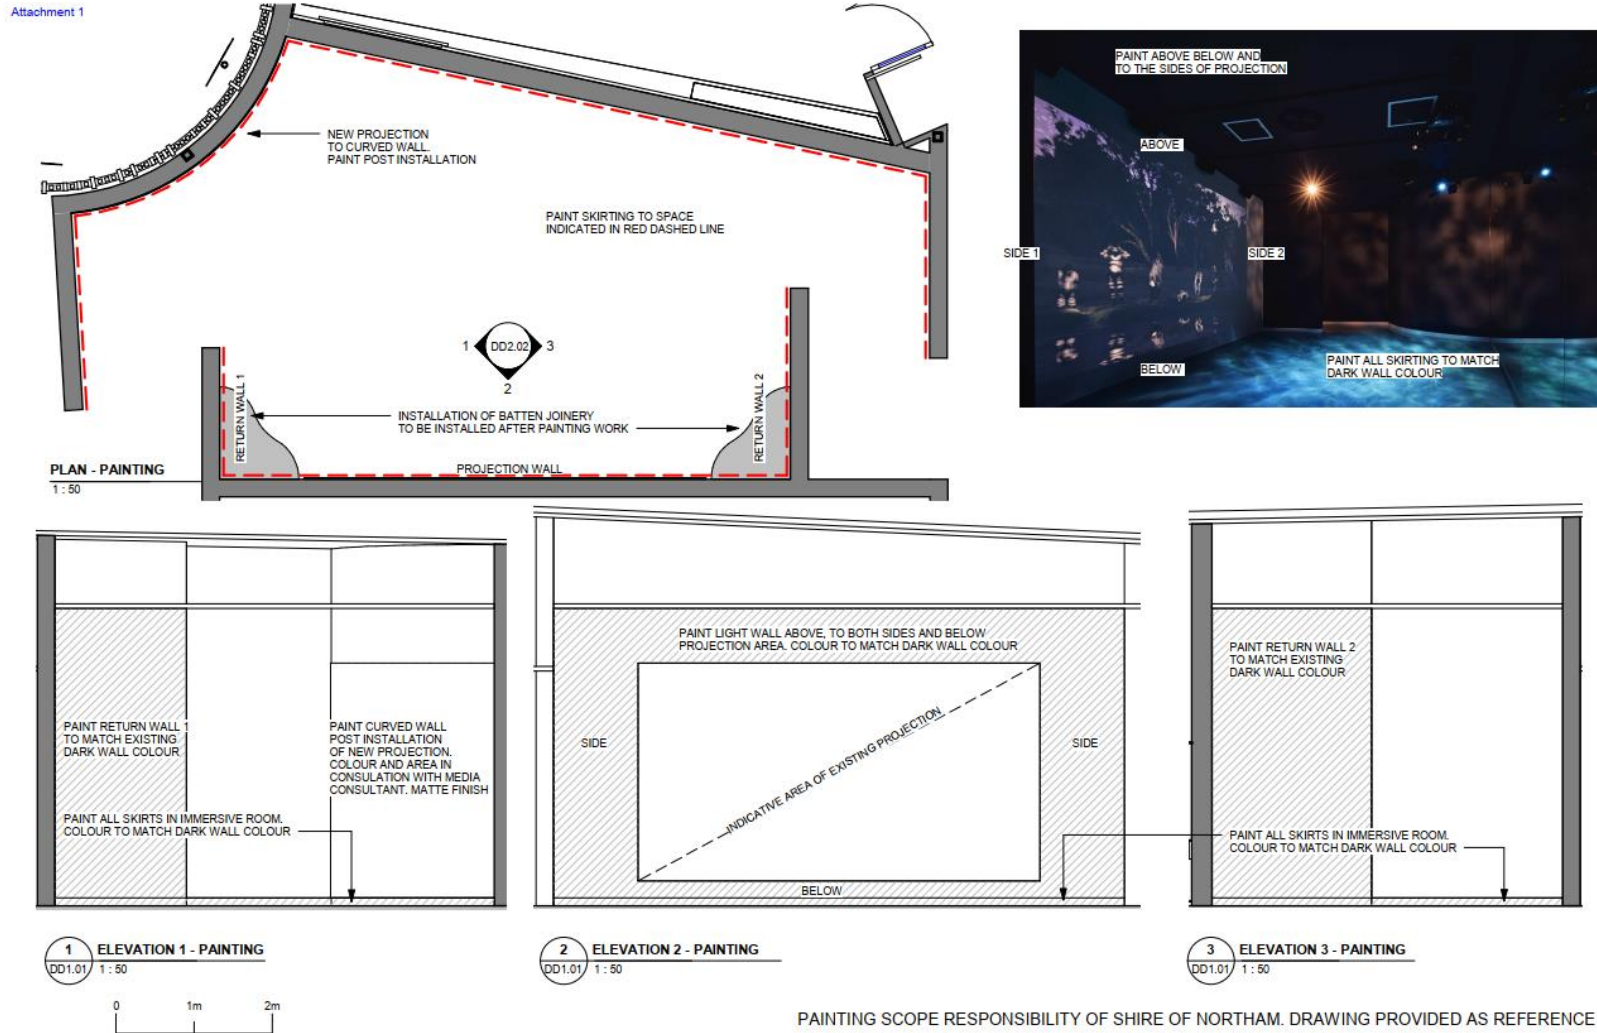 Attachment 1
NEW PROJECTION
TO CURVED WALL.
PAINT POST INSTALLATION
PAINT SKIRTING TO SPACE
INDICATED IN RED DASHED LINE
1
DD2.02
3
2
RETURN WALL 1
INSTALLATION OF BATTEN JOINERY
TO BE INSTALLED AFTER PAINTING WORK
RETURN WALL 2
PROJECTION WALL
PLAN - PAINTING
1 : 50
PAINT ABOVE BELOW AND
TO THE SIDES OF PROJECTION
ABOVE
SIDE 1
SIDE 2
BELOW
PAINT ALL SKIRTING TO MATCH
DARK WALL COLOUR
PAINT RETURN WALL 1
TO MATCH EXISTING
DARK WALL COLOUR
PAINT CURVED WALL
POST INSTALLATION
OF NEW PROJECTION.
COLOUR AND AREA IN
CONSULATION WITH MEDIA
CONSULTANT. MATTE FINISH
PAINT ALL SKIRTS IN IMMERSIVE ROOM.
COLOUR TO MATCH DARK WALL COLOUR
1
DD1.01
ELEVATION 1 - PAINTING
1 : 50
PAINT LIGHT WALL ABOVE, TO BOTH SIDES AND BELOW
PROJECTION AREA. COLOUR TO MATCH DARK WALL COLOUR
SIDE
INDICATIVE AREA OF EXISTING PROJECTION
SIDE
BELOW
2
DD1.01
ELEVATION 2 - PAINTING
1 : 50
PAINT RETURN WALL 2
TO MATCH EXISTING
DARK WALL COLOUR
PAINT ALL SKIRTS IN IMMERSIVE ROOM.
COLOUR TO MATCH DARK WALL COLOUR
3
DD1.01
ELEVATION 3 - PAINTING
1 : 50
0 1m 2m
PAINTING SCOPE RESPONSIBILITY OF SHIRE OF NORTHAM. DRAWING PROVIDED AS REFERENCE